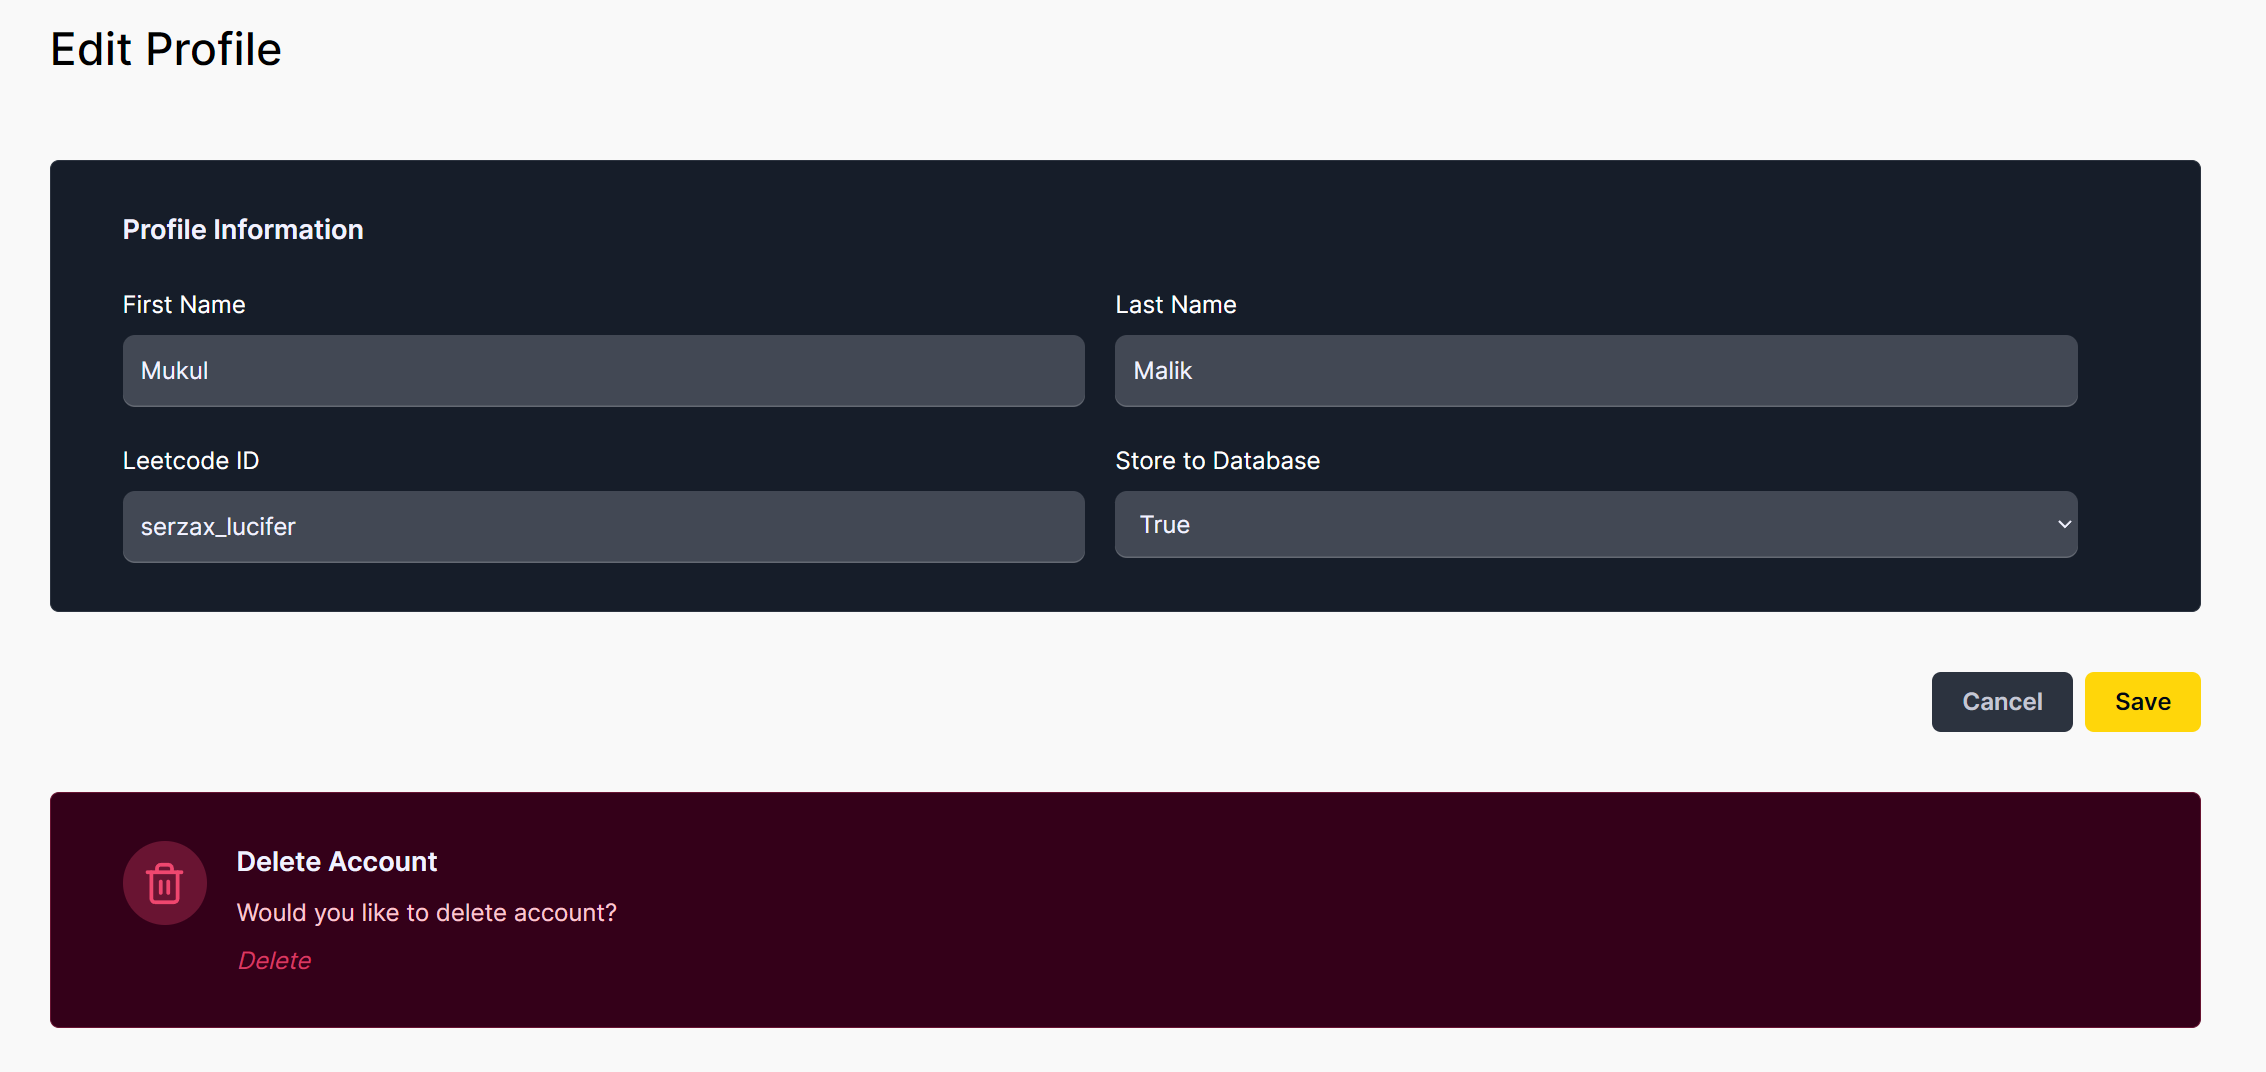 Edit Profile
Profile Information
First Name
Last Name
Mukul
Malik
Leetcode ID
Store to Database
serzax_lucifer
True
Cancel
Save
Delete Account
Would you like to delete account?
Delete